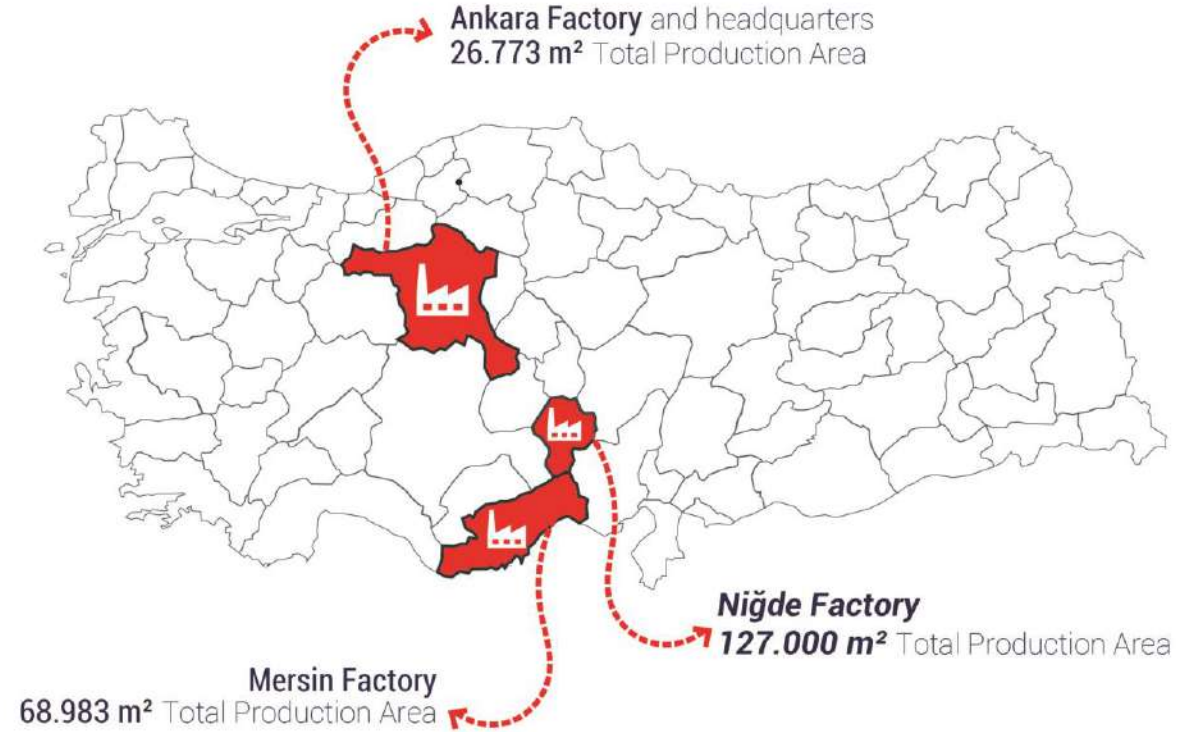 Ankara Factory and headquarters
26.773 m² Total Production Area
Niğde Factory
127.000 m² Total Production Area
Mersin Factory
68.983 m² Total Production Area